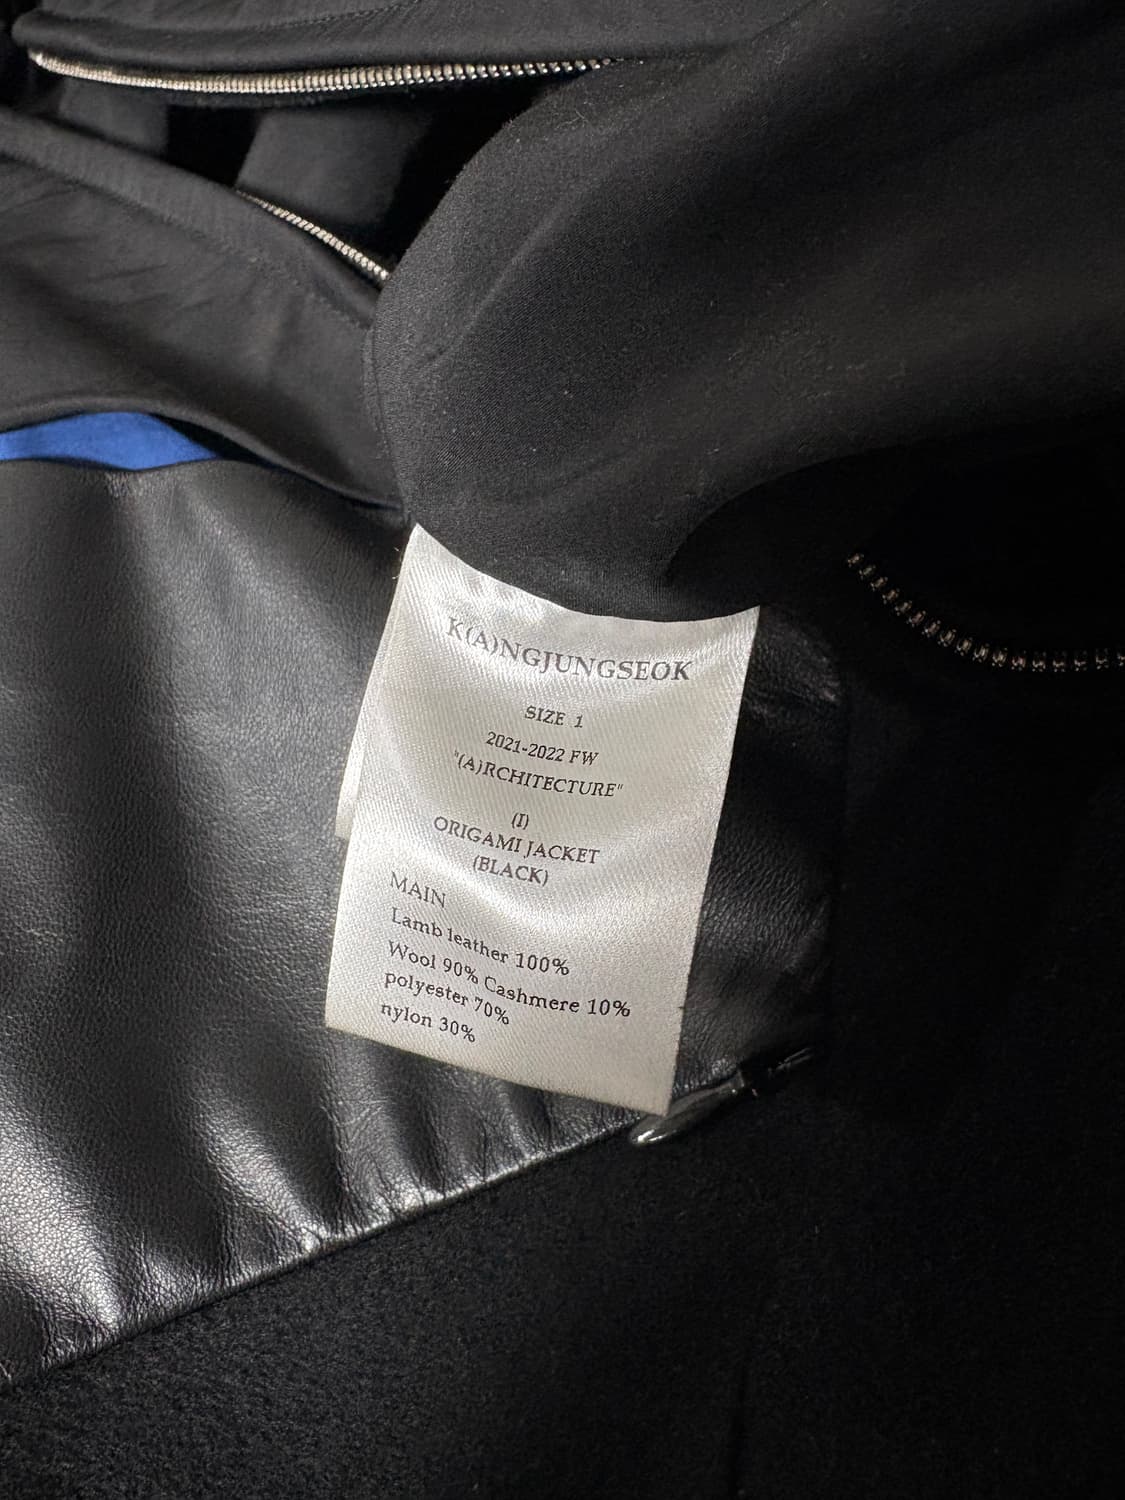 K(A)NGJUNGSEOK
SIZE 1
2021-2022 FW
"(A)RCHITECTURE"
(I)
ORIGAMI JACKET
(BLACK)
MAIN
Lamb leather 100%
Wool 90% Cashmere 10%
polyester 70%
nylon 30%